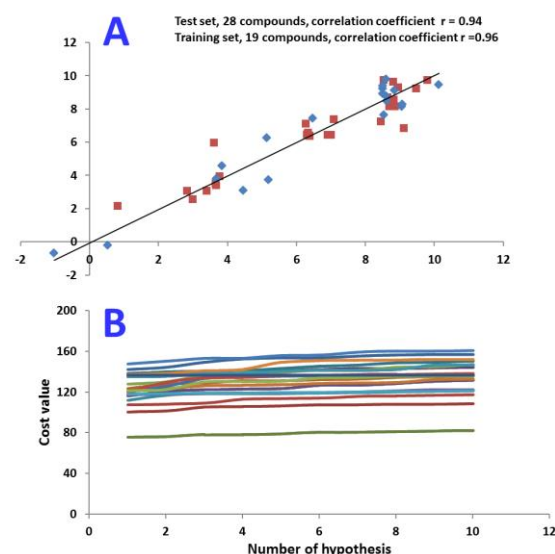 A
Test set, 28 compounds, correlation coefficient r = 0.94
Training set, 19 compounds, correlation coefficient r =0.96
12
10
8
6
4
2
0
-2
-2 0 2 4 6 8 10 12
B
200
160
120
80
40
0
Cost value
0 2 4 6 8 10 12
Number of hypothesis